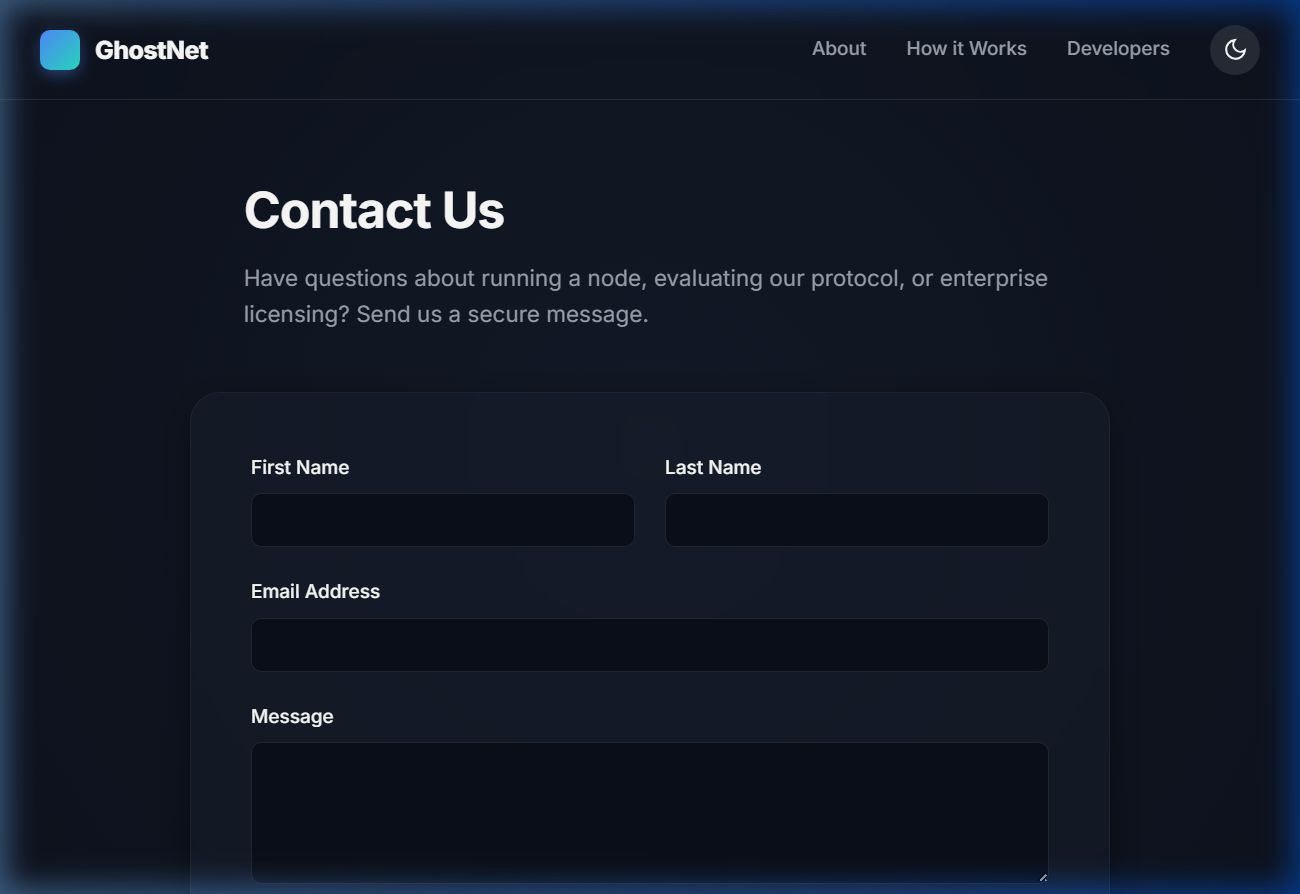 GhostNet
About
How it Works
Developers
Contact Us
Have questions about running a node, evaluating our protocol, or enterprise
licensing? Send us a secure message.
First Name
Last Name
Email Address
Message